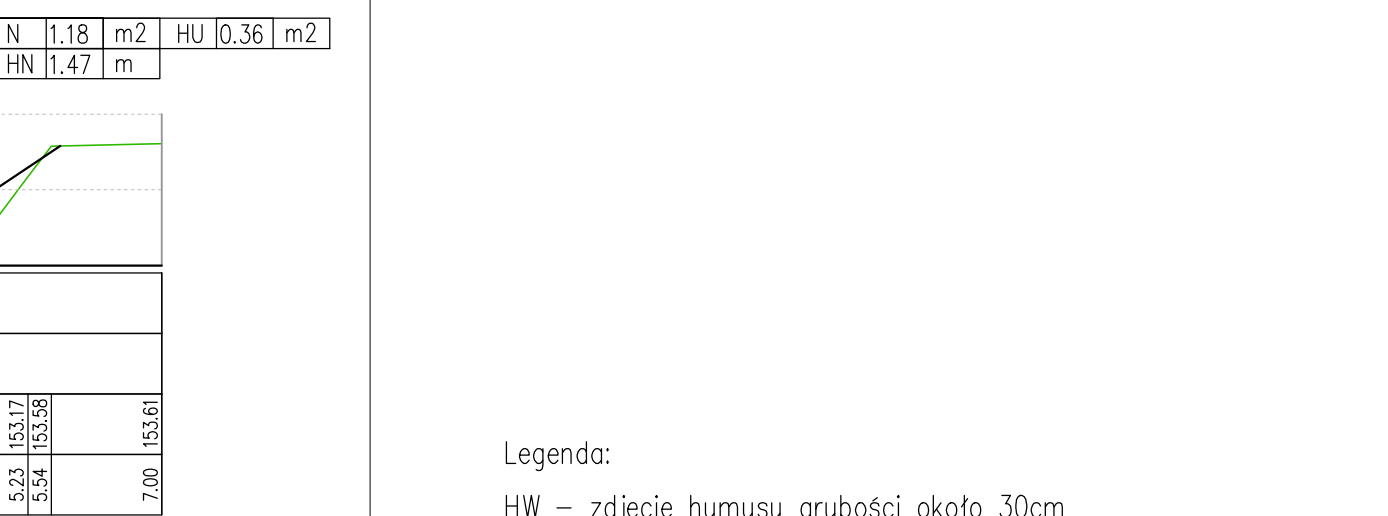 N 1.18 m2 HU 0.36 m2
HN 1.47 m
153.17 153.58 153.61
5.23 5.54 7.00
Legenda:
HW – zdjęcie humusu grubości około 30cm